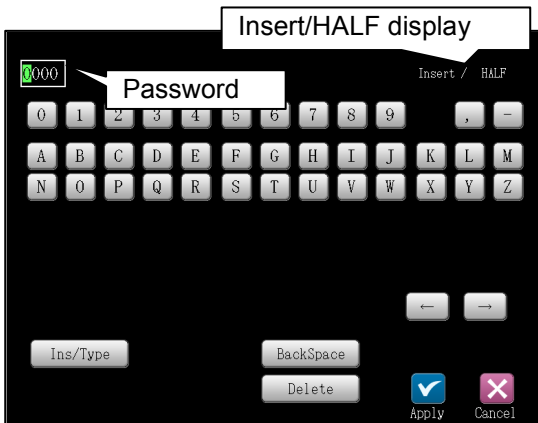 Insert/HALF display
0000
Insert / HALF
Password
0 1 2 3 4 5 6 7 8 9 , -
A B C D E F G H I J K L M
N O P Q R S T U V W X Y Z
← →
Ins/Type
BackSpace
Delete
Apply
Cancel